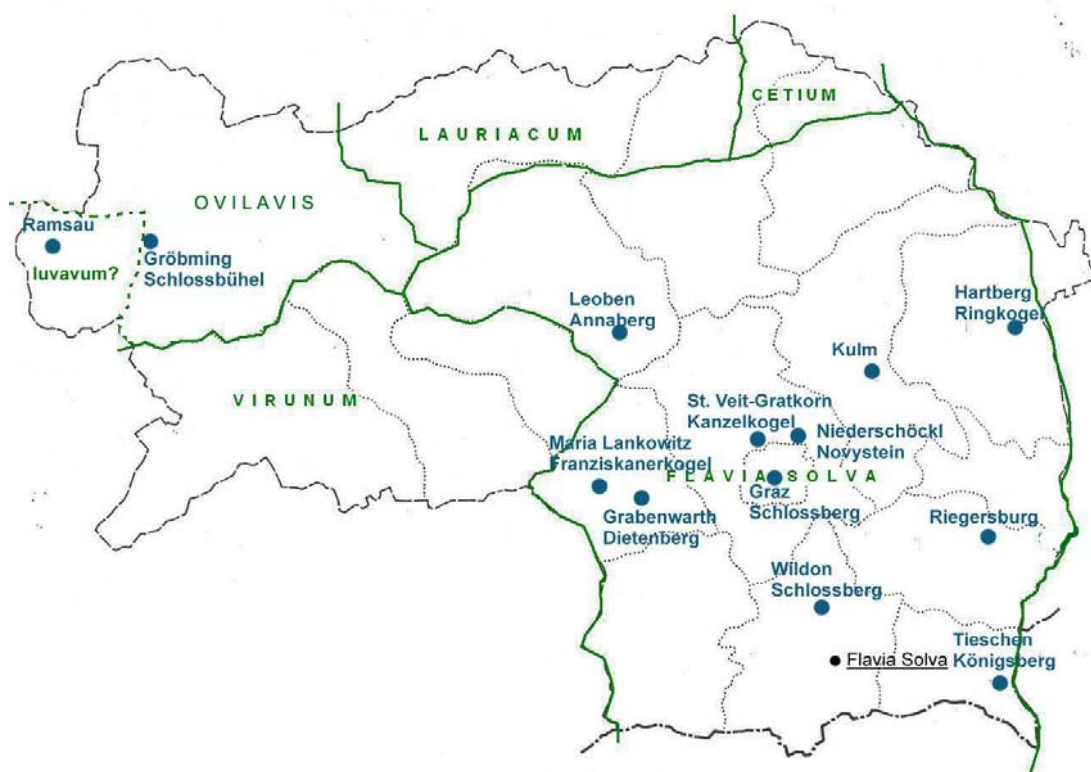 CETIUM
LAURIACUM
OVILAVIS
Ramsau
Iuvavum?
Gröbming
Schlossbühel
Leoben
Annaberg
Hartberg
Ringkogel
Kulm
VIRUNUM
St. Veit-Gratkorn
Kanzelkogel
Niederschöckl
Novystein
Maria Lankowitz
Franziskanerkogel
FLAVIA SOLVA
Graz
Schlossberg
Grabenwarth
Dietenberg
Riegersburg
Wildon
Schlossberg
Tieschen
Königsberg
Flavia Solva